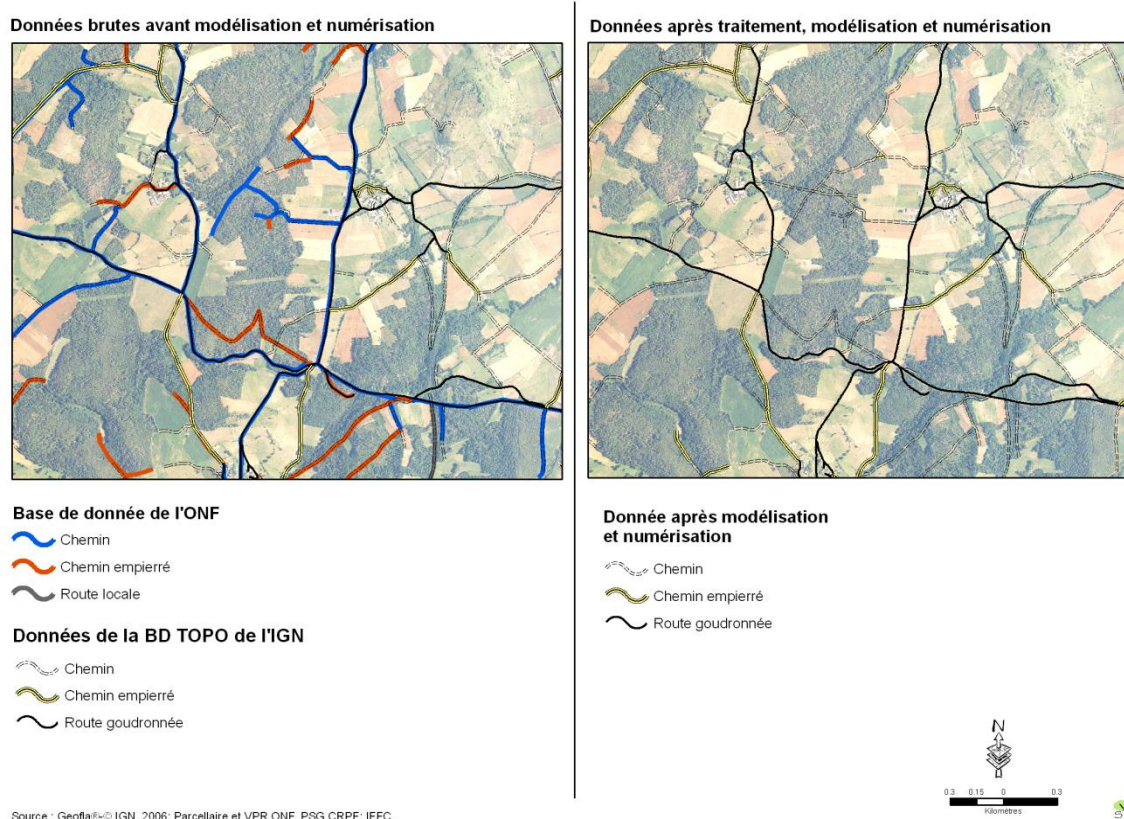 Données brutes avant modélisation et numérisation
Données après traitement, modélisation et numérisation
Base de donnée de l'ONF
Chemin
Chemin empierré
Route locale
Données de la BD TOPO de l'IGN
Chemin
Chemin empierré
Route goudronnée
Donnée après modélisation
et numérisation
Chemin
Chemin empierré
Route goudronnée
N
0.3 0.15 0 0.3
Kilomètres
Source : Geofla®-© IGN, 2006; Parcellaire et VPR ONF, PSG CRPF; IEFC.